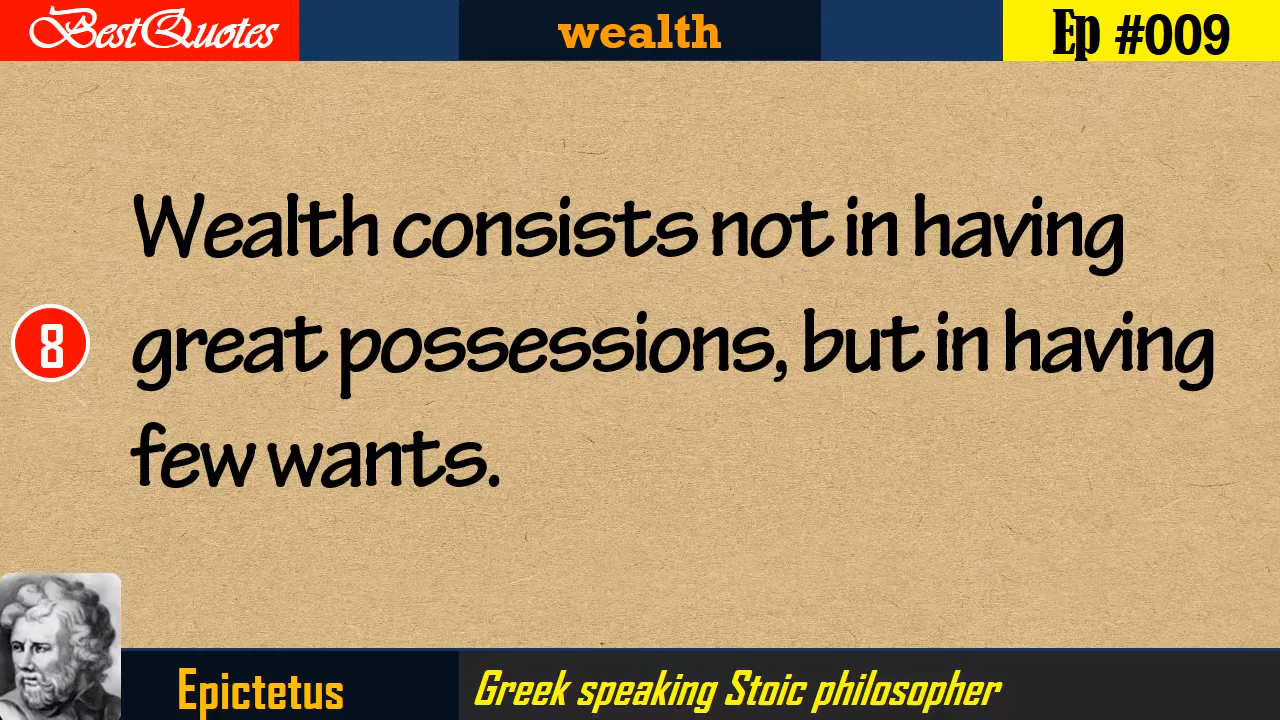 BestQuotes
wealth
Ep #009
Wealth consists not in having
great possessions, but in having
few wants.
8
Epictetus
Greek speaking Stoic philosopher